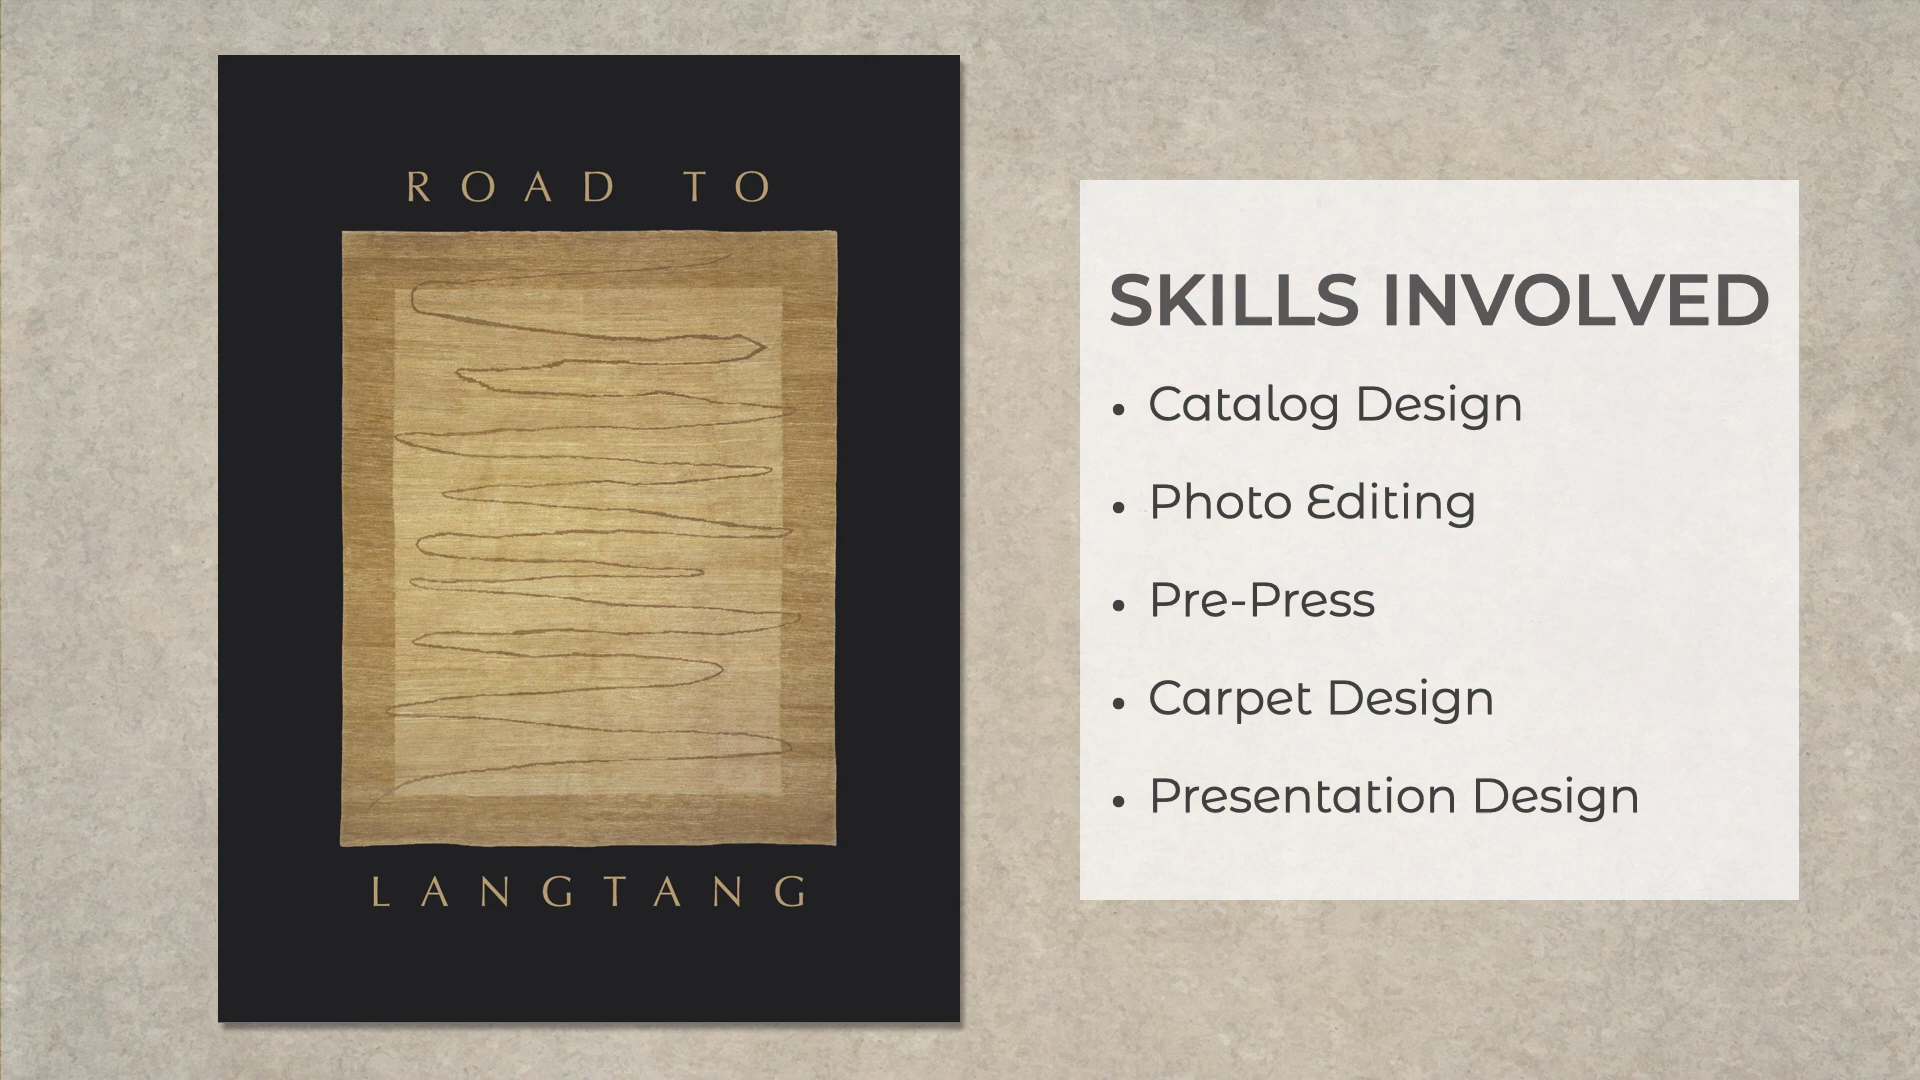 ROAD TO
LANGTANG
SKILLS INVOLVED
• Catalog Design
• Photo Editing
• Pre-Press
• Carpet Design
• Presentation Design